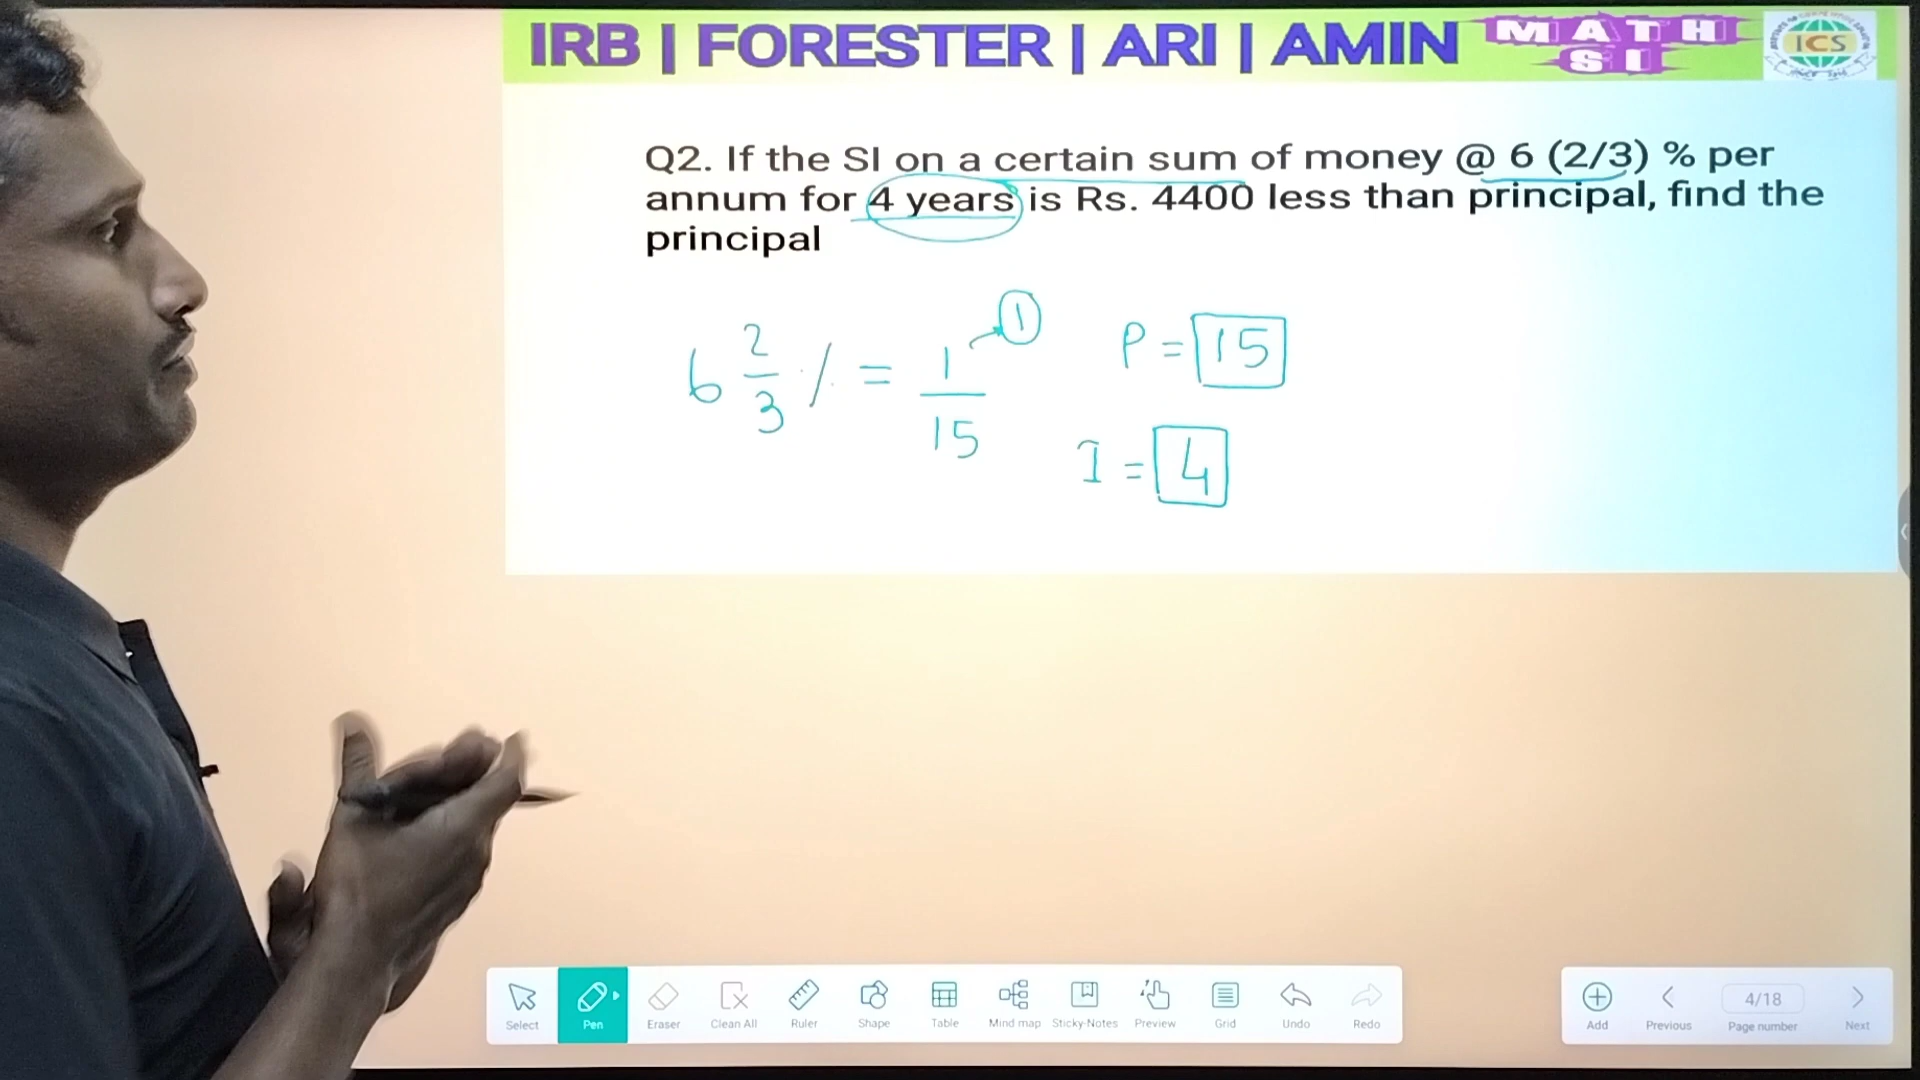 IRB | FORESTER | ARI | AMIN
MATH
SI
ICS
Q2. If the SI on a certain sum of money @ 6 (2/3) % per
annum for 4 years is Rs. 4400 less than principal, find the
principal
6 2/3 % = 1/15
1
P = 15
I = 4
Select
Pen
Eraser
Clean All
Ruler
Shape
Table
Mind map
Sticky-Notes
Preview
Grid
Undo
Redo
Add
Previous
4/18
Page number
Next